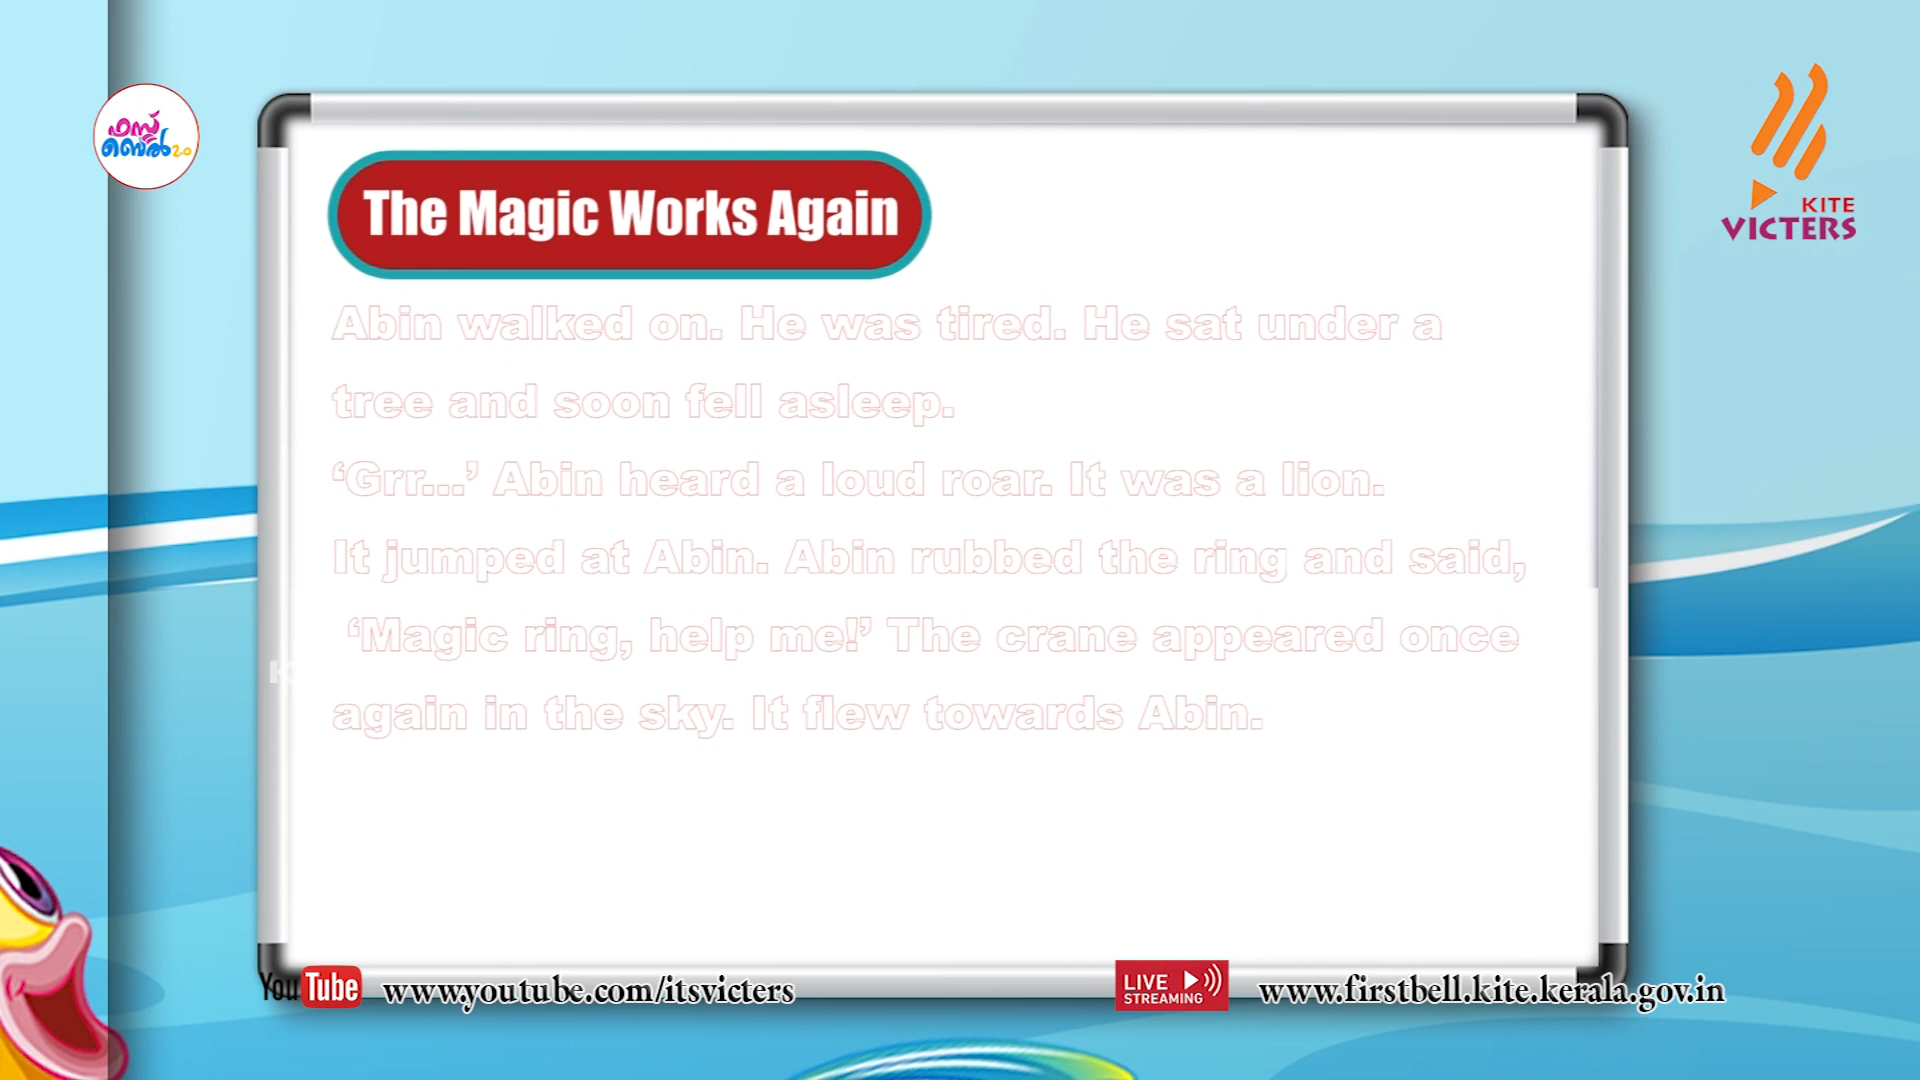 ഫസ്റ്റ്
ബെൽ 2.0
KITE
VICTERS
The Magic Works Again
Abin walked on. He was tired. He sat under a
tree and soon fell asleep.
‘Grr...’ Abin heard a loud roar. It was a lion.
It jumped at Abin. Abin rubbed the ring and said,
‘Magic ring, help me!’ The crane appeared once
again in the sky. It flew towards Abin.
YouTube www.youtube.com/itsvicters
LIVE STREAMING www.firstbell.kite.kerala.gov.in